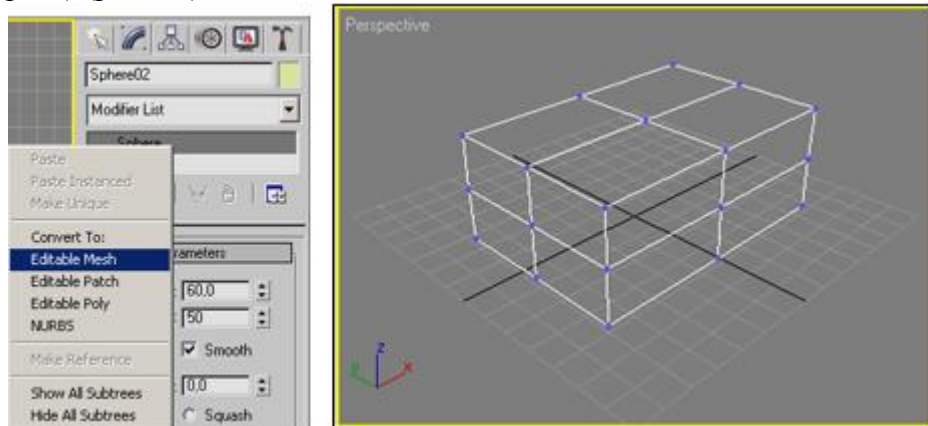 Sphere02
Modifier List
Sphere
Paste
Paste Instanced
Make Unique
Convert To:
Editable Mesh
Editable Patch
Editable Poly
NURBS
Make Reference
Show All Subtrees
Hide All Subtrees
rameters
60,0
50
Smooth
0,0
Squash
Perspective
z
x